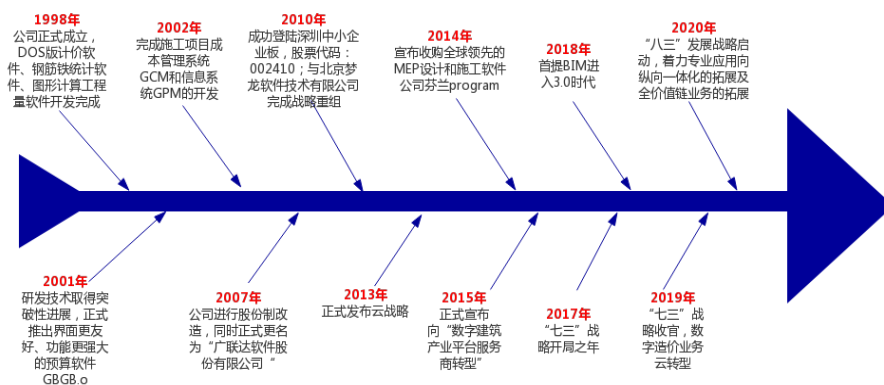 1998年
公司正式成立，
DOS版计价软
件、钢筋铁统计软
件、图形计算工程
量软件开发完成
2002年
完成施工项目成
本管理系统
GCM和信息系
统GPM的开发
2010年
成功登陆深圳中小企
业板，股票代码：
002410；与北京梦
龙软件技术有限公司
完成战略重组
2014年
宣布收购全球领先的
MEP设计和施工软件
公司芬兰program
2018年
首提BIM进
入3.0时代
2020年
“八三”发展战略启
动，着力专业应用向
纵向一体化的拓展及
全价值链业务的拓展
2001年
研发技术取得突
破性进展，正式
推出界面更友
好、功能更强大
的预算软件
GBGB.o
2007年
公司进行股份制改
造，同时正式更名
为“广联达软件股
份有限公司“
2013年
正式发布云战略
2015年
正式宣布
向“数字建筑
产业平台服务
商转型”
2017年
“七三”战
略开局之年
2019年
“七三”战
略收官，数
字造价业务
云转型